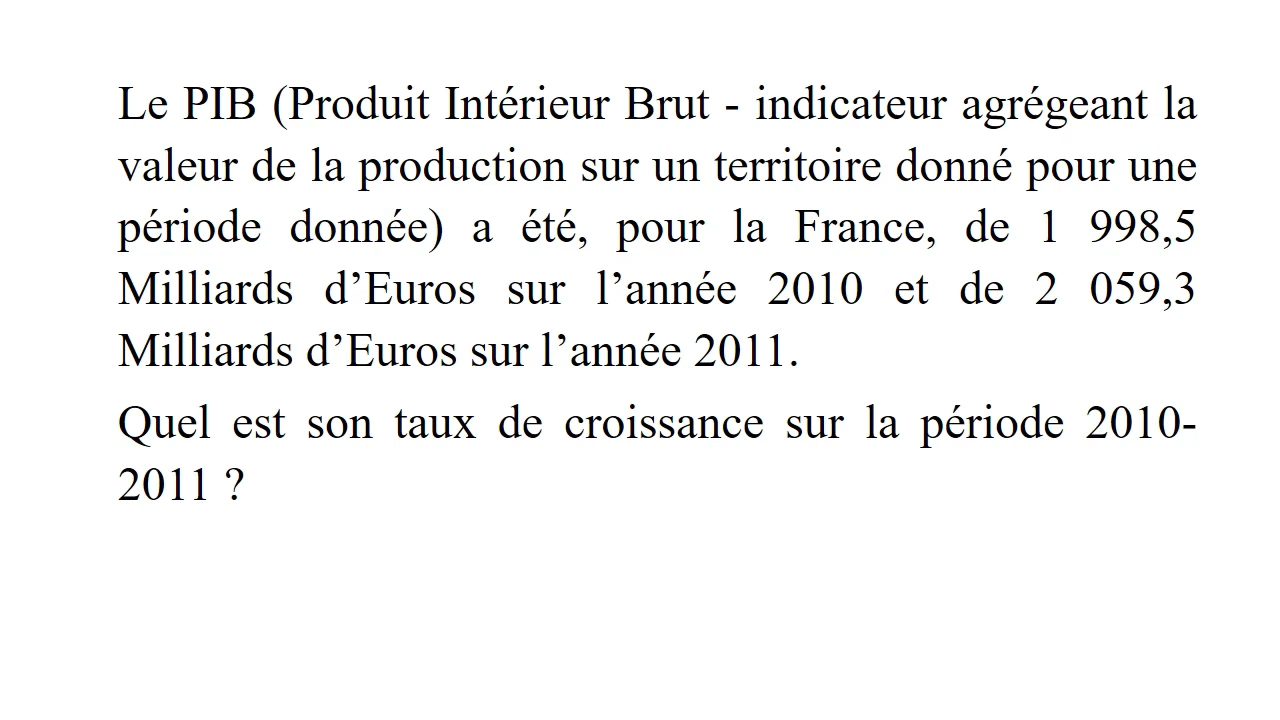 Le PIB (Produit Intérieur Brut - indicateur agrégeant la
valeur de la production sur un territoire donné pour une
période donnée) a été, pour la France, de 1 998,5
Milliards d’Euros sur l’année 2010 et de 2 059,3
Milliards d’Euros sur l’année 2011.
Quel est son taux de croissance sur la période 2010-
2011 ?